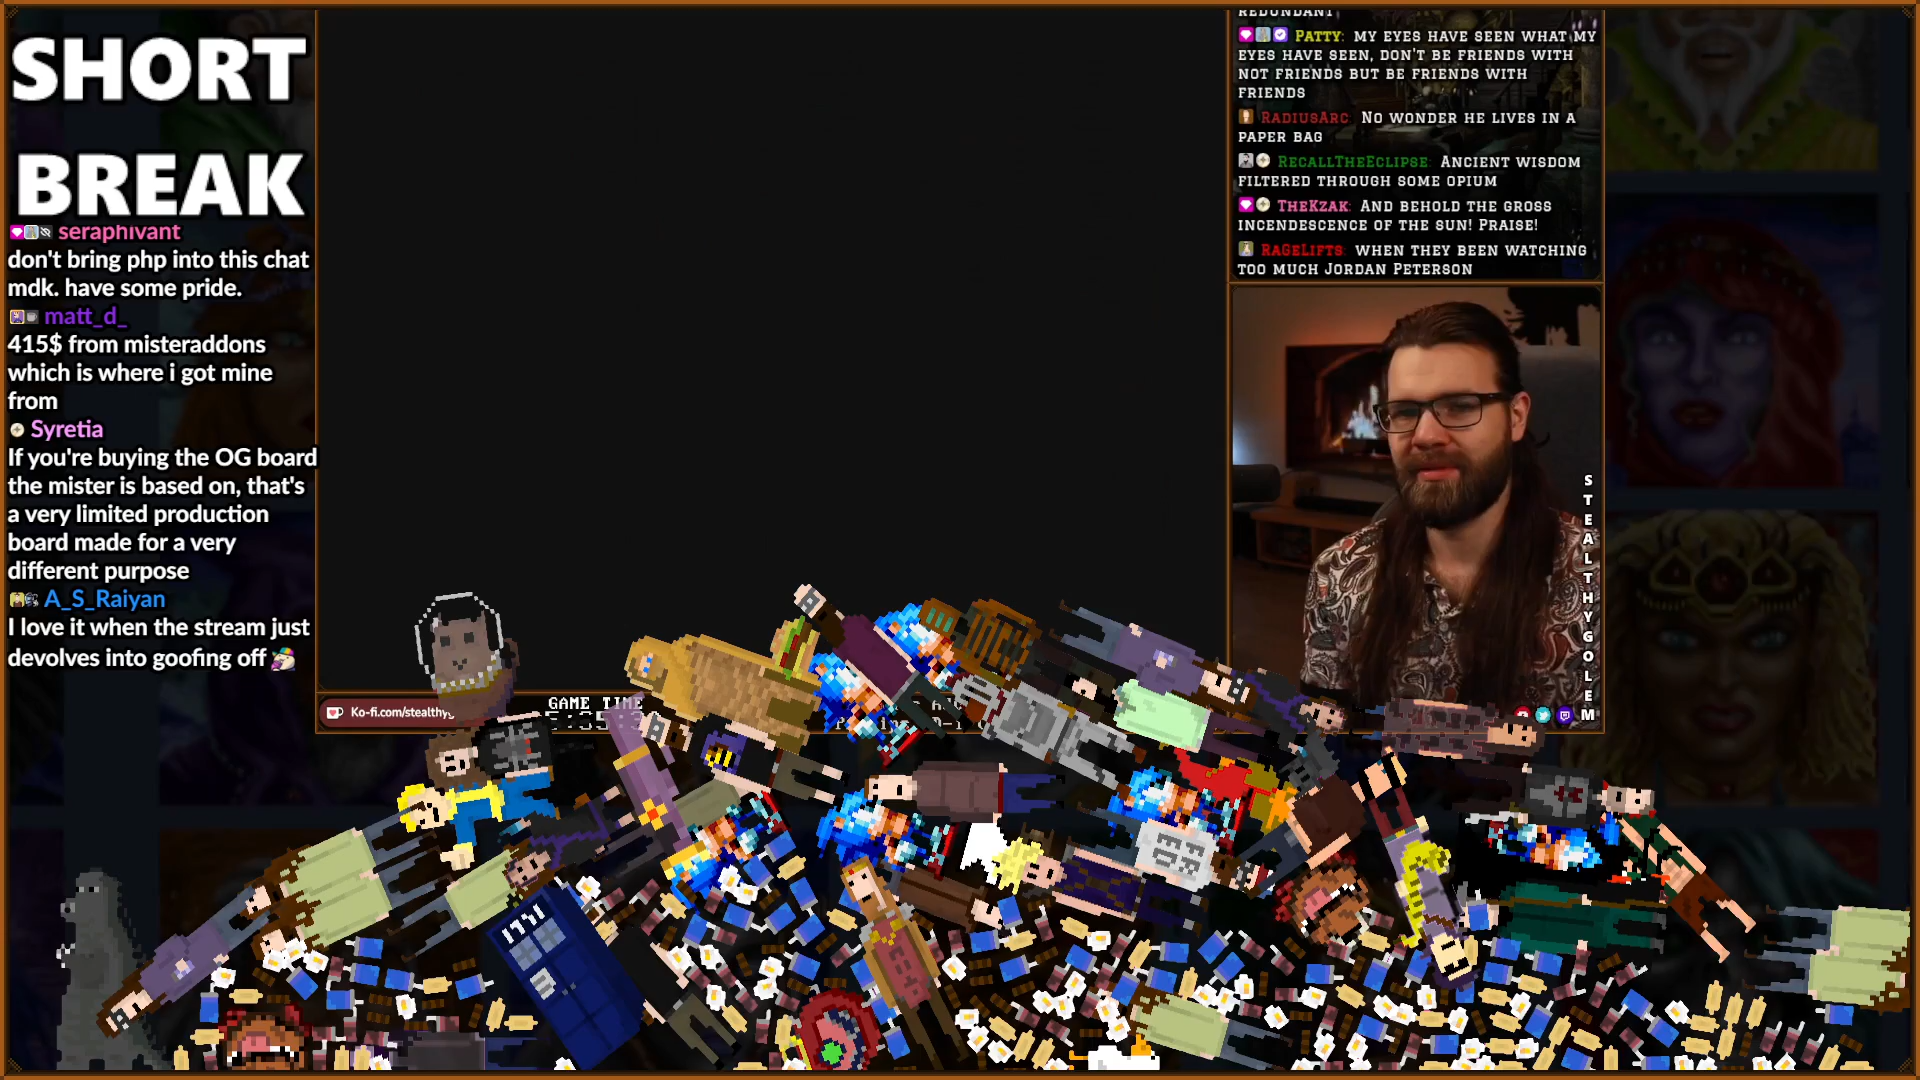 SHORT
BREAK
seraphivant
don't bring php into this chat
mdk. have some pride.
matt_d_
415$ from misteraddons
which is where i got mine
from
Syretia
If you're buying the OG board
the mister is based on, that's
a very limited production
board made for a very
different purpose
A_S_Raiyan
I love it when the stream just
devolves into goofing off
Ko-fi.com/stealthyg
GAME TIME
REDUNDANT
PATTY: MY EYES HAVE SEEN WHAT MY
EYES HAVE SEEN, DON'T BE FRIENDS WITH
NOT FRIENDS BUT BE FRIENDS WITH
FRIENDS
RADIUSARC: NO WONDER HE LIVES IN A
PAPER BAG
RECALLTHEECLIPSE: ANCIENT WISDOM
FILTERED THROUGH SOME OPIUM
THEKZAK: AND BEHOLD THE GROSS
INCENDESCENCE OF THE SUN! PRAISE!
RAGELIFTS: WHEN THEY BEEN WATCHING
TOO MUCH JORDAN PETERSON
STEALTHYGOLEM